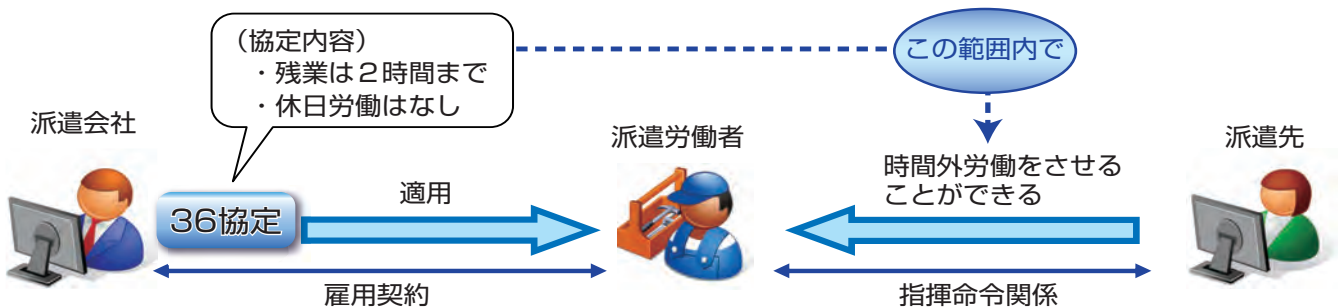 （協定内容）
・残業は２時間まで
・休日労働はなし
この範囲内で
派遣会社
派遣労働者
派遣先
時間外労働をさせる
ことができる
36協定
適用
雇用契約
指揮命令関係